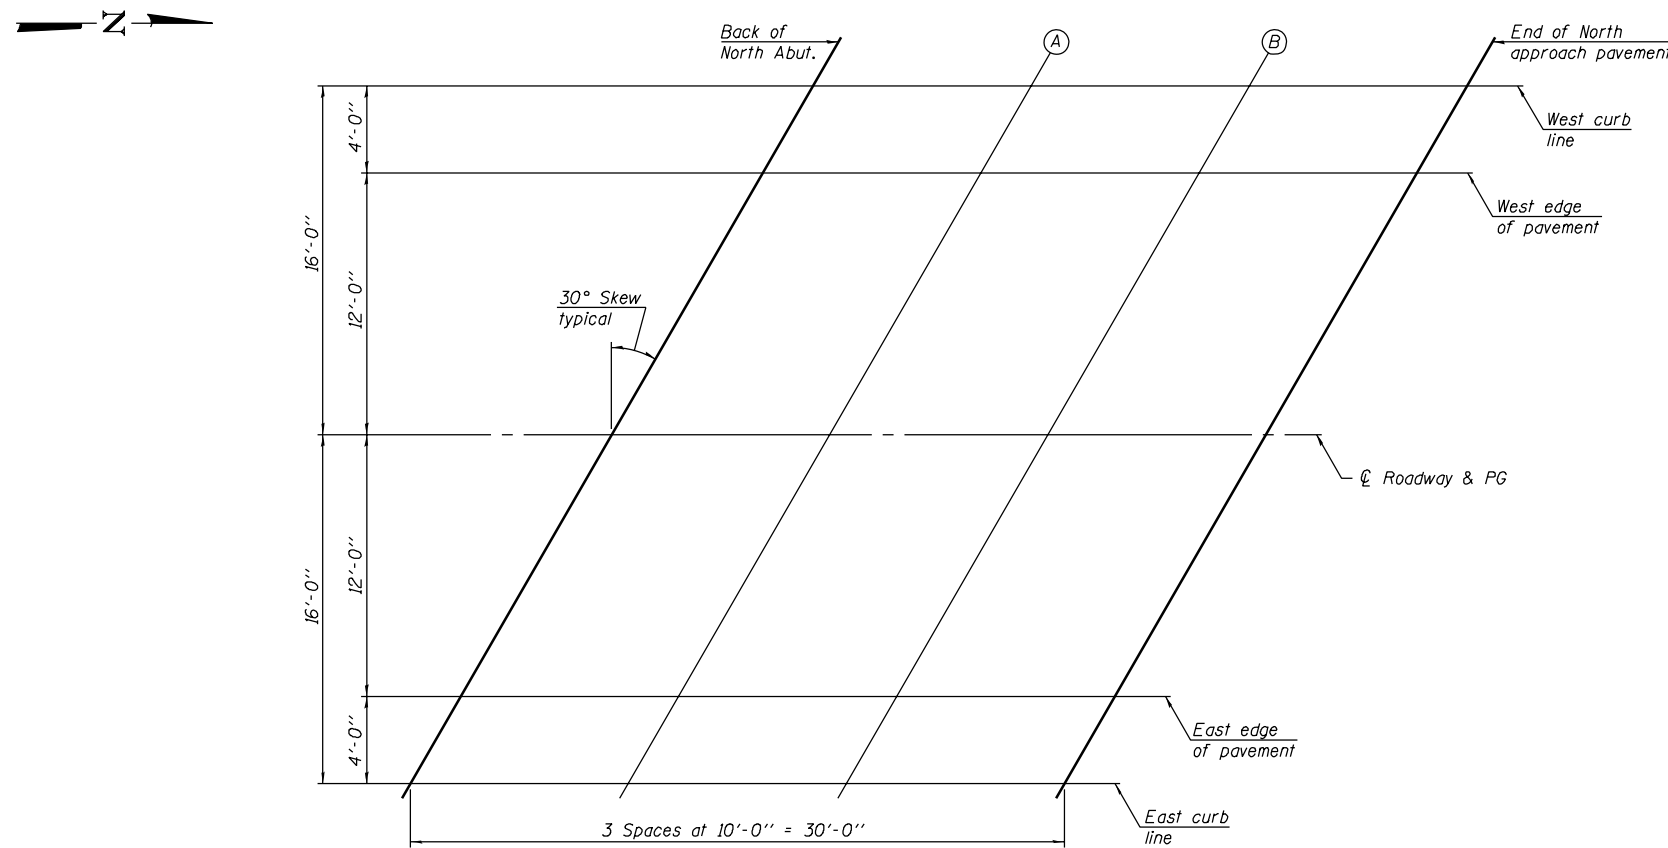 N
Back of
North Abut.
A
B
End of North
approach pavement
West curb
line
West edge
of pavement
4'-0"
16'-0"
12'-0"
30° Skew
typical
℄ Roadway & PG
12'-0"
16'-0"
4'-0"
East edge
of pavement
East curb
line
3 Spaces at 10'-0" = 30'-0"